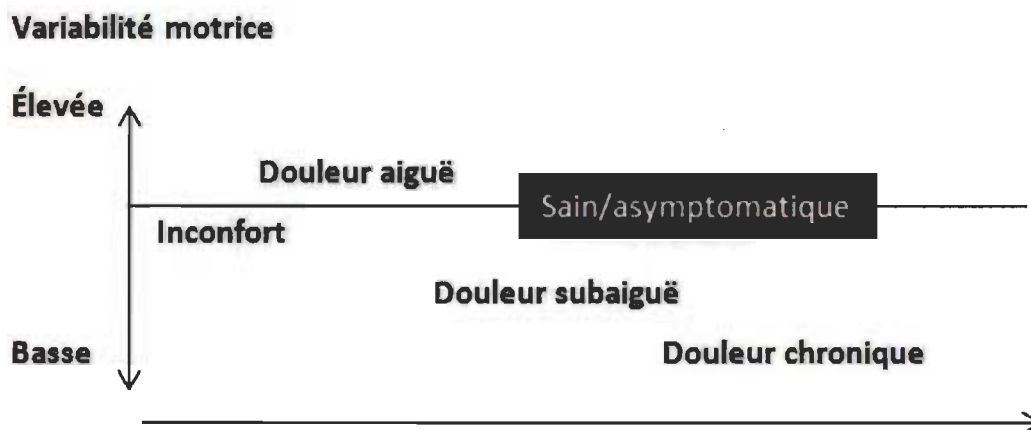 Variabilité motrice
Élevée
Douleur aiguë
Sain/asymptomatique
Inconfort
Douleur subaiguë
Basse
Douleur chronique